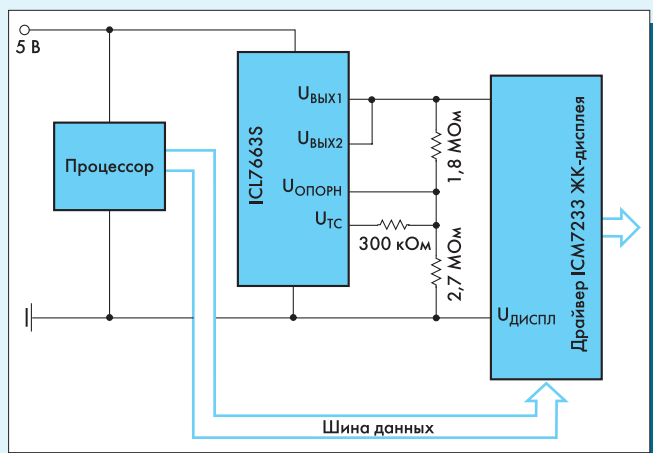 5 В
Процессор
ICL7663S
UВЫХ1
UВЫХ2
UОПОРН
UТС
300 кОм
1,8 МОм
2,7 МОм
UДИСПЛ
Драйвер ICM7233 ЖК-дисплея
Шина данных